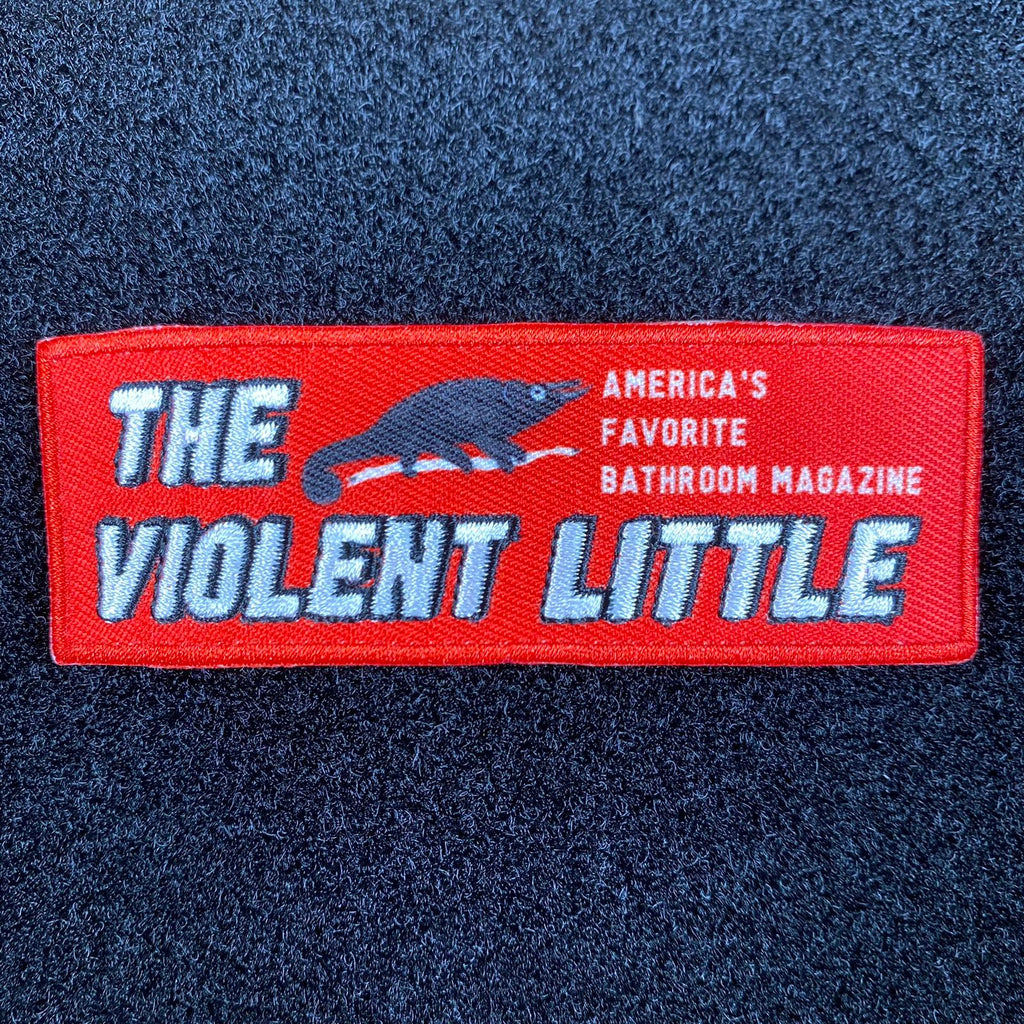 THE
AMERICA'S
FAVORITE
BATHROOM MAGAZINE
VIOLENT LITTLE